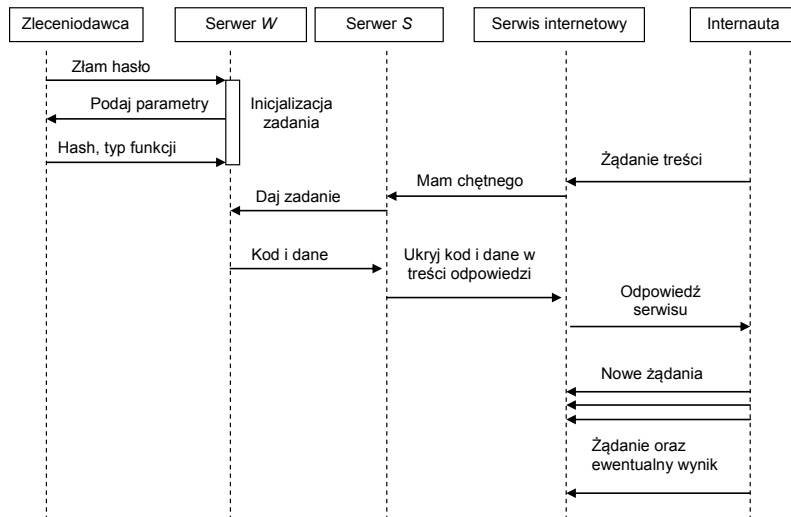 Zleceniodawca
Serwer W
Serwer S
Serwis internetowy
Internauta
Złam hasło
Podaj parametry
Inicjalizacja
zadania
Hash, typ funkcji
Żądanie treści
Mam chętnego
Daj zadanie
Kod i dane
Ukryj kod i dane w
treści odpowiedzi
Odpowiedź
serwisu
Nowe żądania
Żądanie oraz
ewentualny wynik